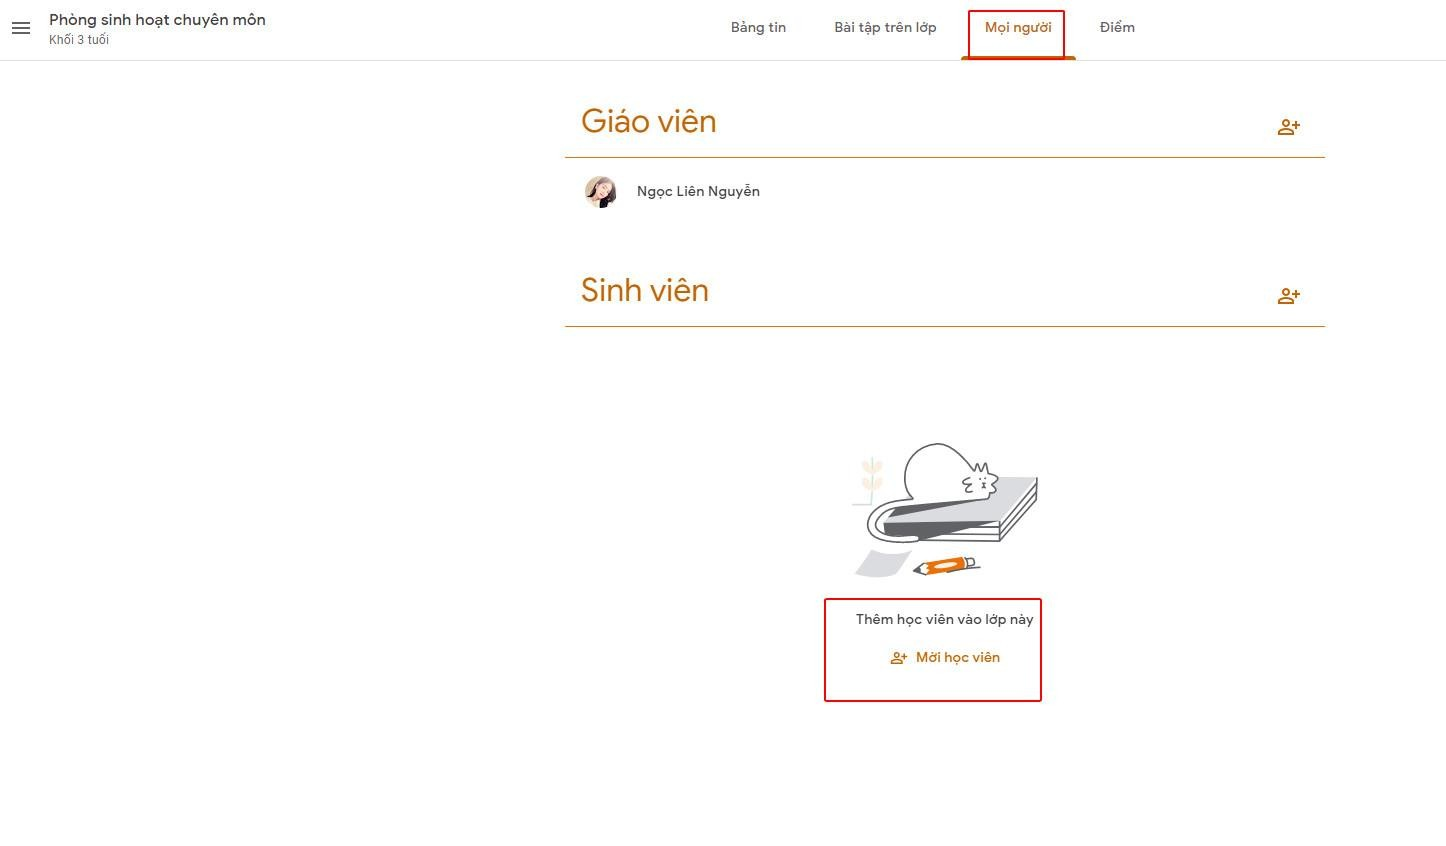 Phòng sinh hoạt chuyên môn
Khối 3 tuổi
Bảng tin
Bài tập trên lớp
Mọi người
Điểm
Giáo viên
Ngọc Liên Nguyễn
Sinh viên
Thêm học viên vào lớp này
Mời học viên